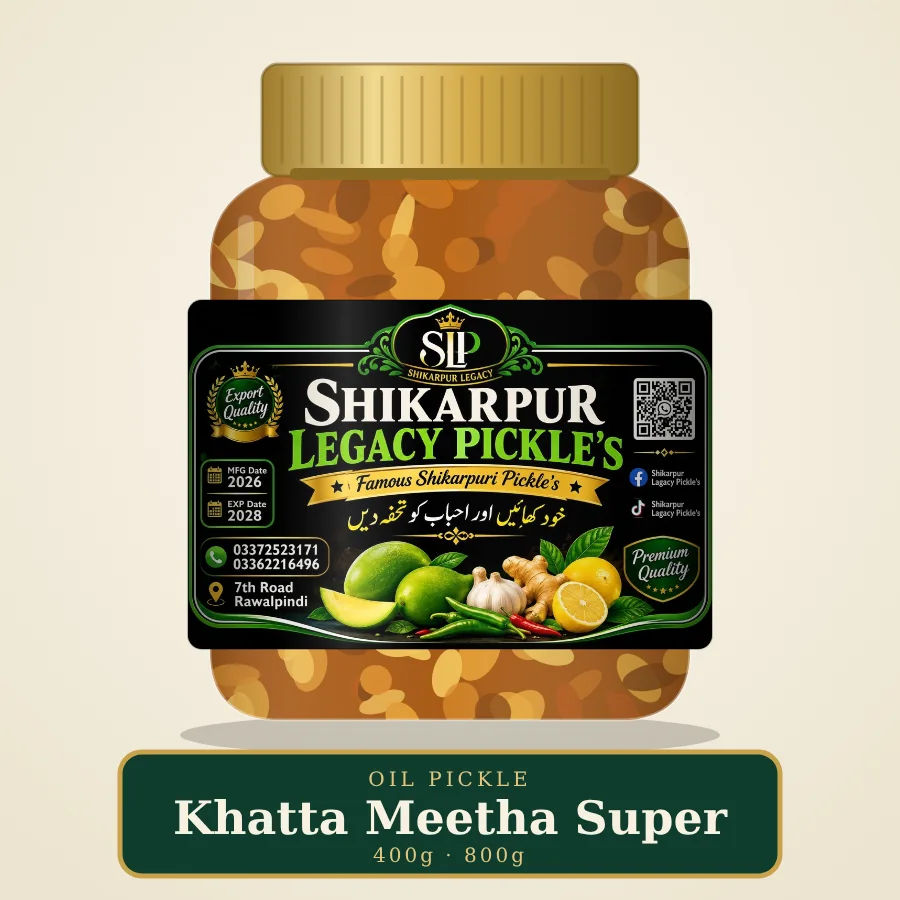 SLP
SHIKARPUR LEGACY
SHIKARPUR
LEGACY PICKLE'S
Famous Shikarpuri Pickle's
خود کھائیں اور احباب کو تحفہ دیں
Export
Quality
MFG Date
2026
EXP Date
2028
03372523171
03362216496
7th Road
Rawalpindi
Shikarpur
Legacy Pickle's
Shikarpur
Legacy Pickle's
Premium
Quality
OIL PICKLE
Khatta Meetha Super
400g · 800g